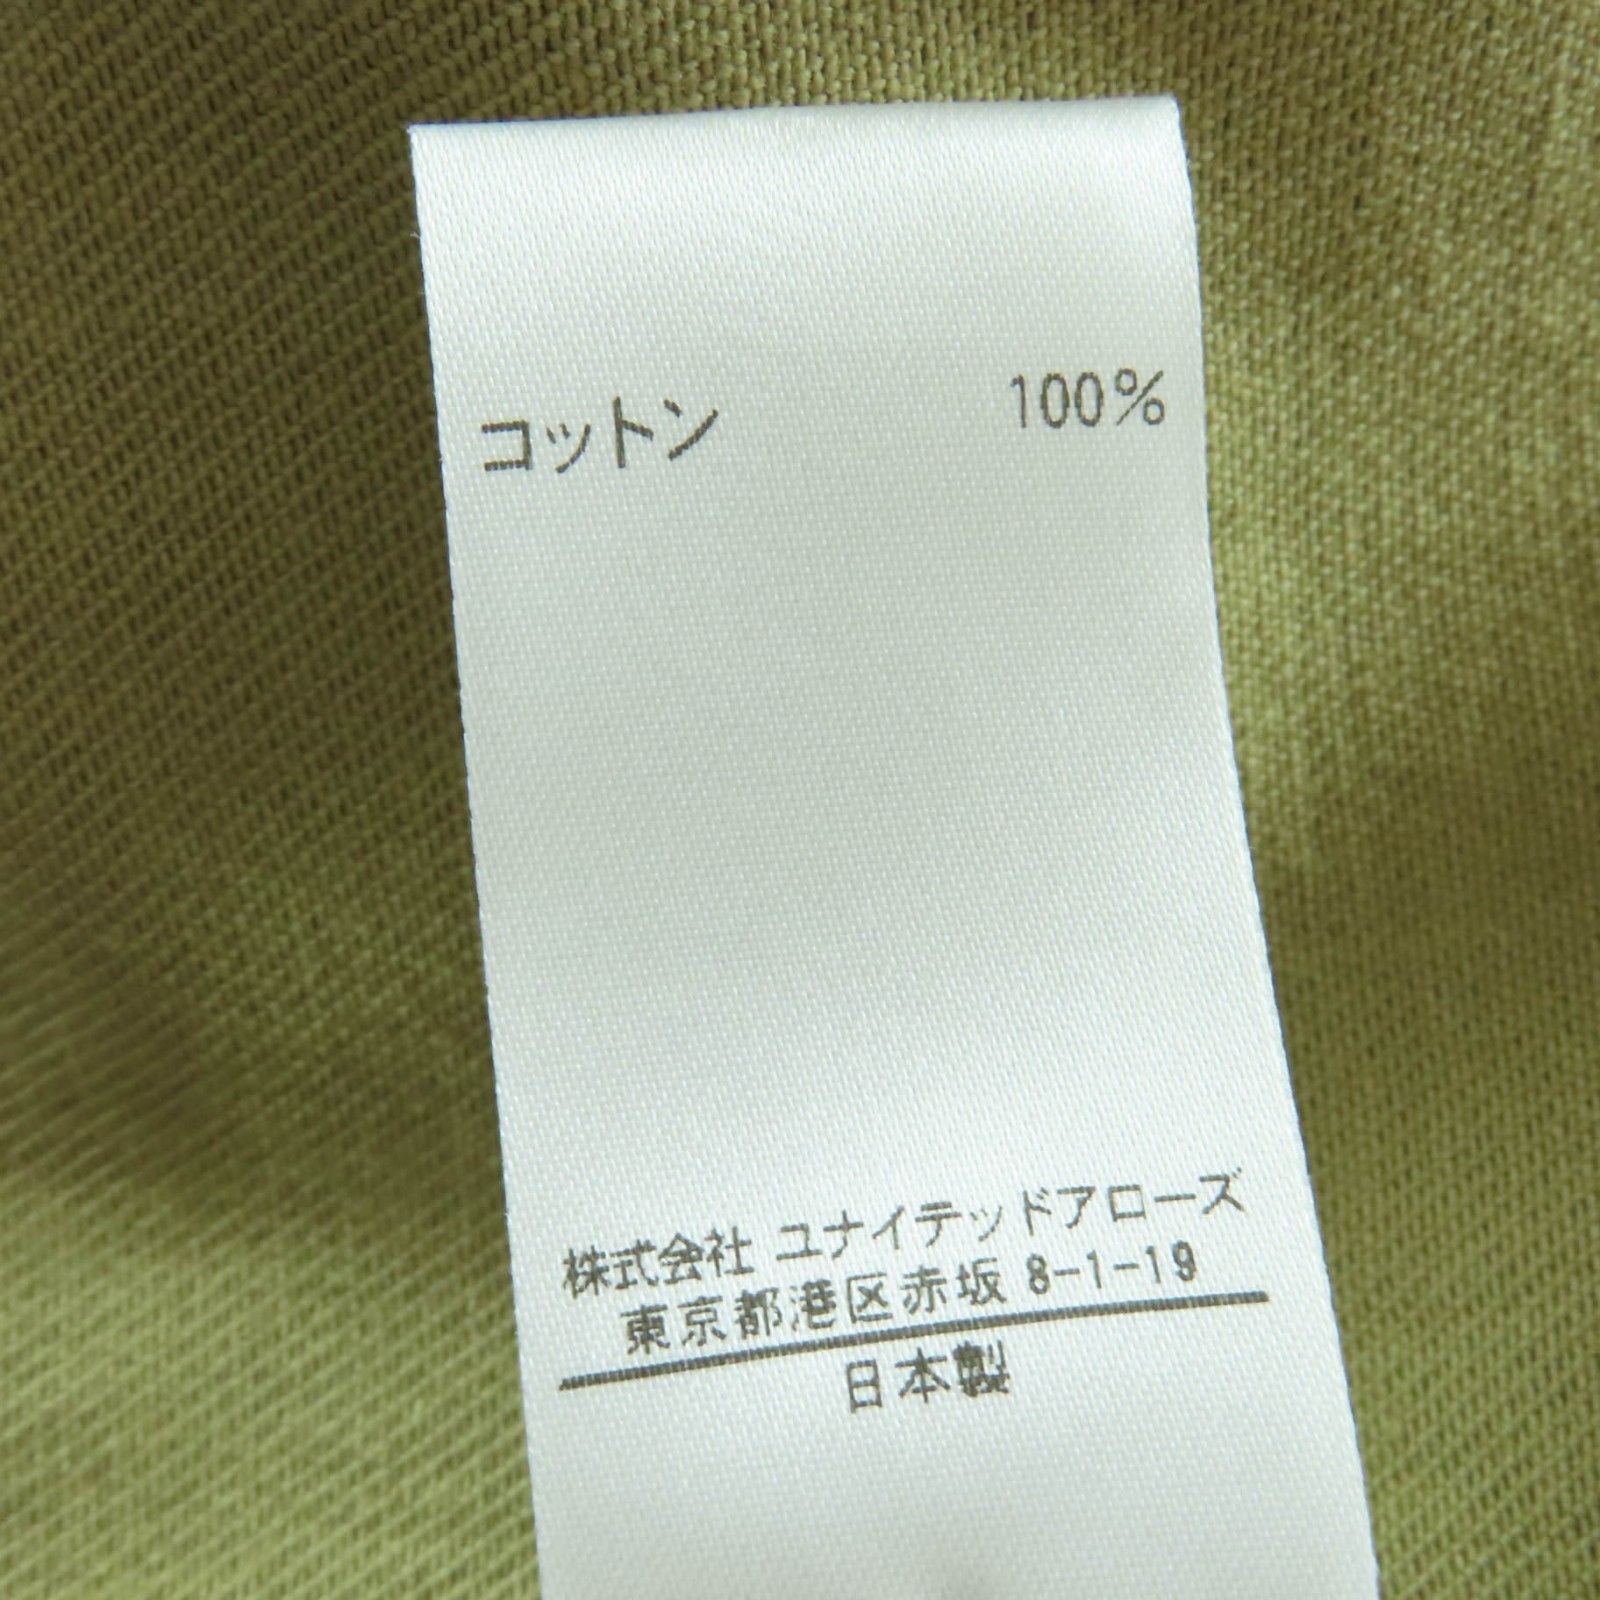 コットン 100%
株式会社 ユナイテッドアローズ
東京都港区赤坂 8-1-19
日本製